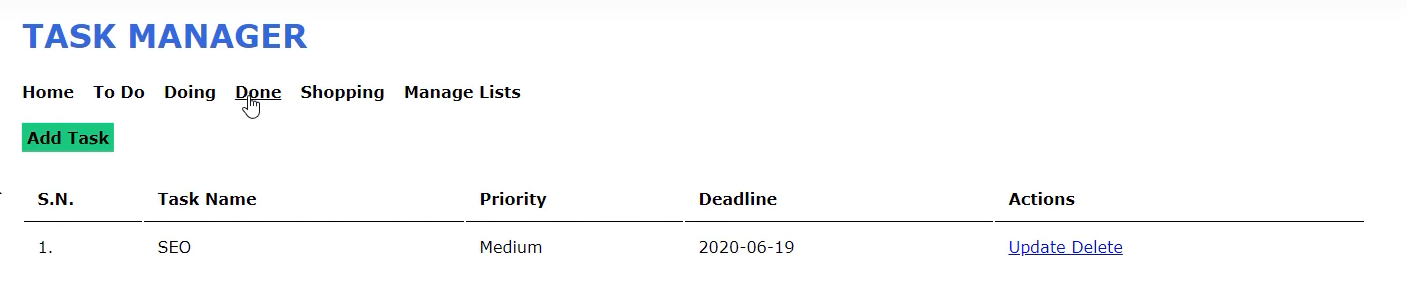 TASK MANAGER
Home To Do Doing Done Shopping Manage Lists
Add Task
S.N. Task Name Priority Deadline Actions
1. SEO Medium 2020-06-19 Update Delete